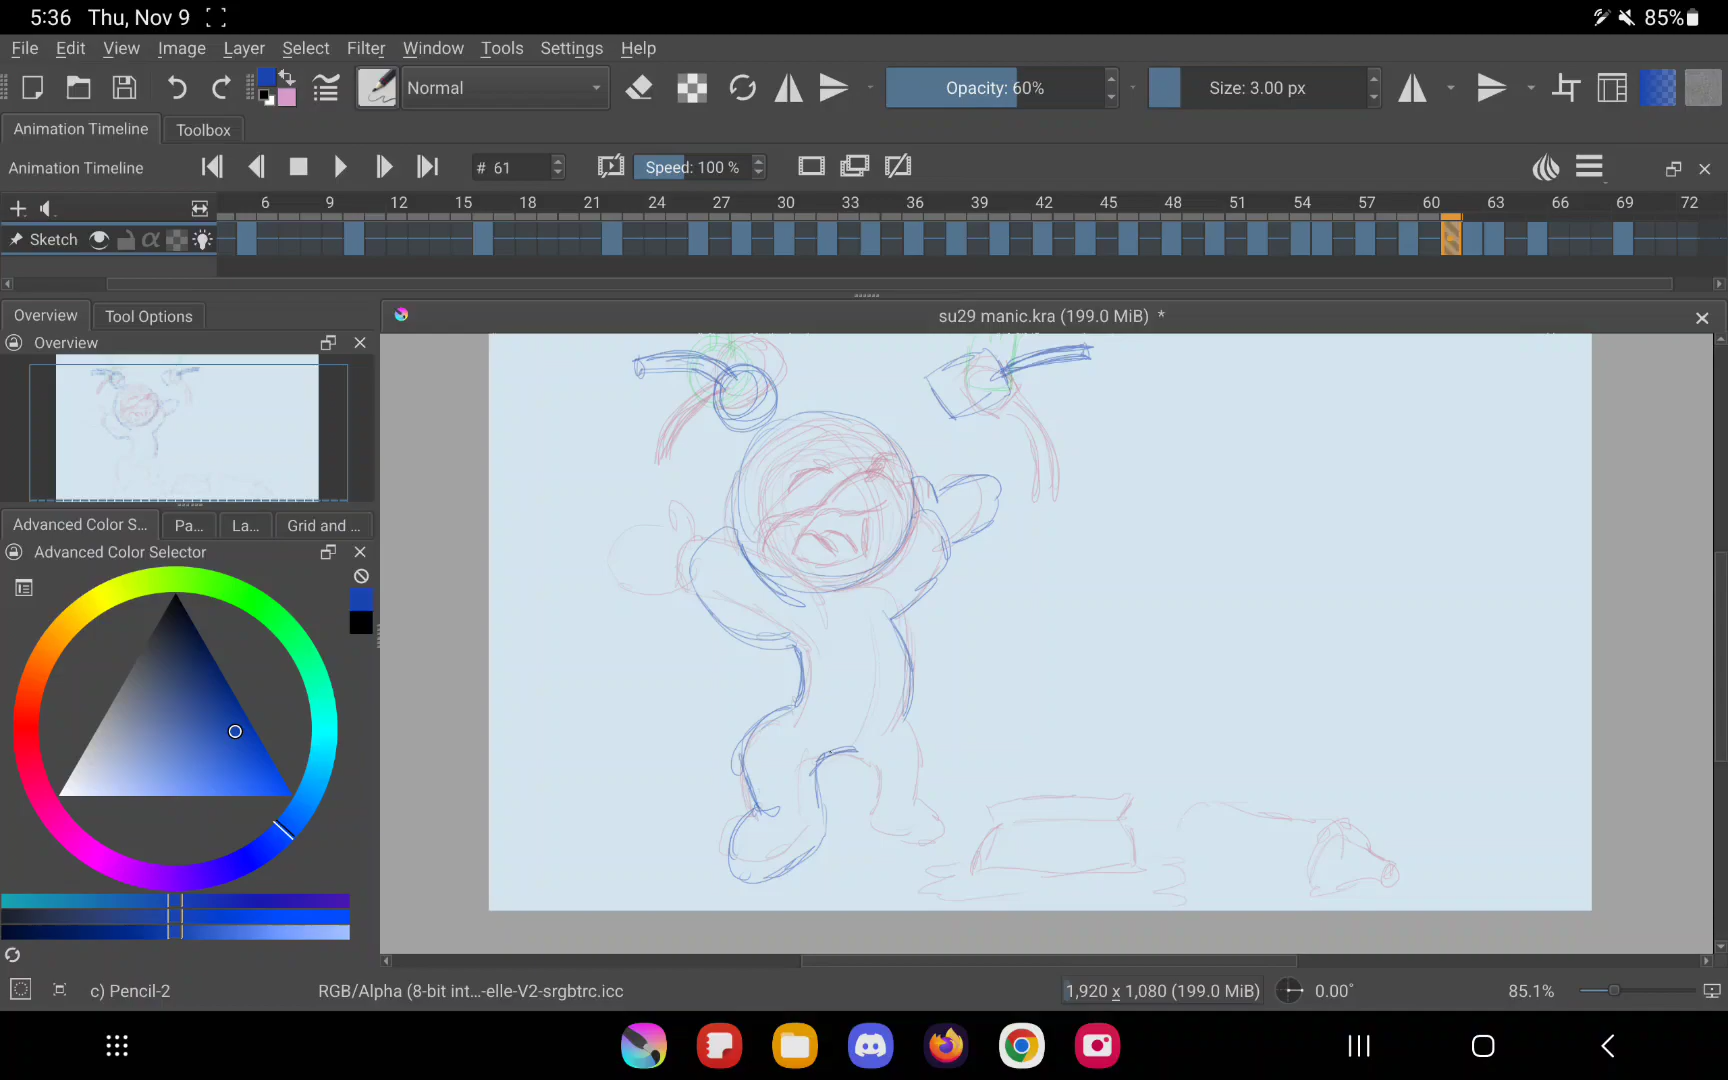 5:36 Thu, Nov 9 85%
File Edit View Image Layer Select Filter Window Tools Settings Help
Normal Opacity: 60% Size: 3.00 px
Animation Timeline Toolbox
Animation Timeline # 61 Speed: 100 %
6 9 12 15 18 21 24 27 30 33 36 39 42 45 48 51 54 57 60 63 66 69 72
Sketch
Overview Tool Options
su29 manic.kra (199.0 MiB) *
Overview
Advanced Color S... Pa... La... Grid and ...
Advanced Color Selector
c) Pencil-2 RGB/Alpha (8-bit int...-elle-V2-srgbtrc.icc 1,920 x 1,080 (199.0 MiB) 0.00° 85.1%